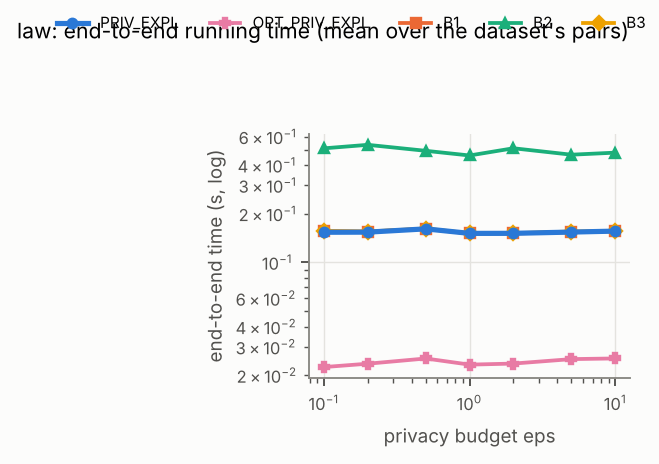 PRIV_EXPL OPT_PRIV_EXPL B1 B2 B3
law: end-to-end running time (mean over the dataset's pairs)
6 × 10⁻¹
4 × 10⁻¹
3 × 10⁻¹
2 × 10⁻¹
10⁻¹
6 × 10⁻²
4 × 10⁻²
3 × 10⁻²
2 × 10⁻²
end-to-end time (s, log)
10⁻¹ 10⁰ 10¹
privacy budget eps